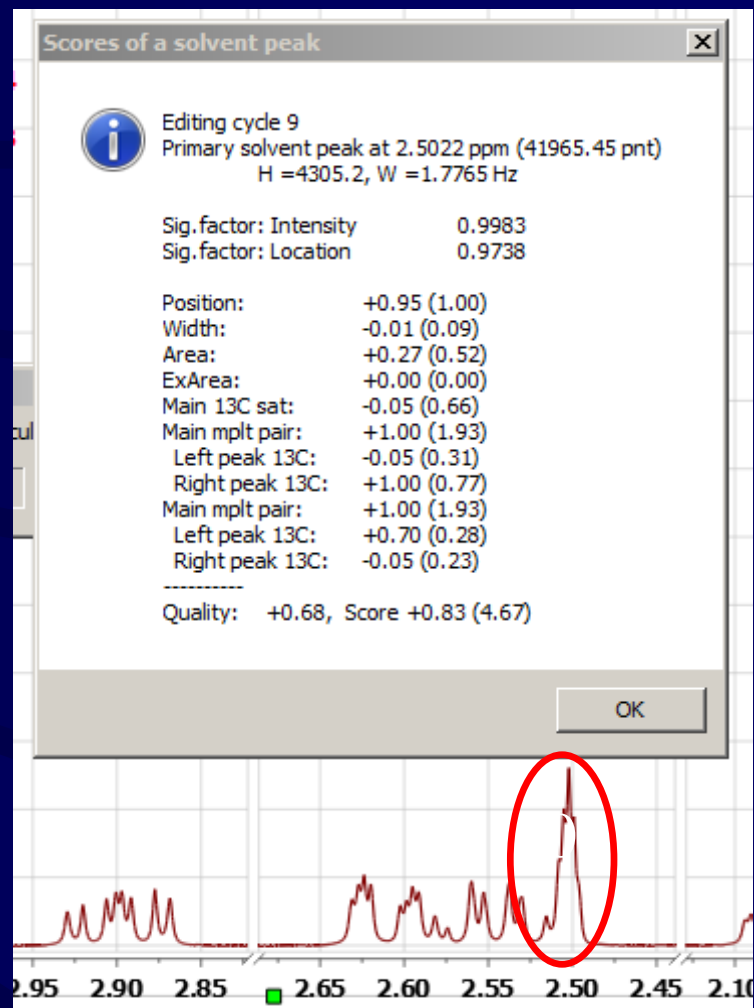 Scores of a solvent peak
Editing cycle 9
Primary solvent peak at 2.5022 ppm (41965.45 pnt)
H =4305.2, W =1.7765 Hz
Sig.factor: Intensity 0.9983
Sig.factor: Location 0.9738
Position: +0.95 (1.00)
Width: -0.01 (0.09)
Area: +0.27 (0.52)
ExArea: +0.00 (0.00)
Main 13C sat: -0.05 (0.66)
Main mplt pair: +1.00 (1.93)
Left peak 13C: -0.05 (0.31)
Right peak 13C: +1.00 (0.77)
Main mplt pair: +1.00 (1.93)
Left peak 13C: +0.70 (0.28)
Right peak 13C: -0.05 (0.23)
----------
Quality: +0.68, Score +0.83 (4.67)
OK
2.95 2.90 2.85 2.65 2.60 2.55 2.50 2.45 2.10